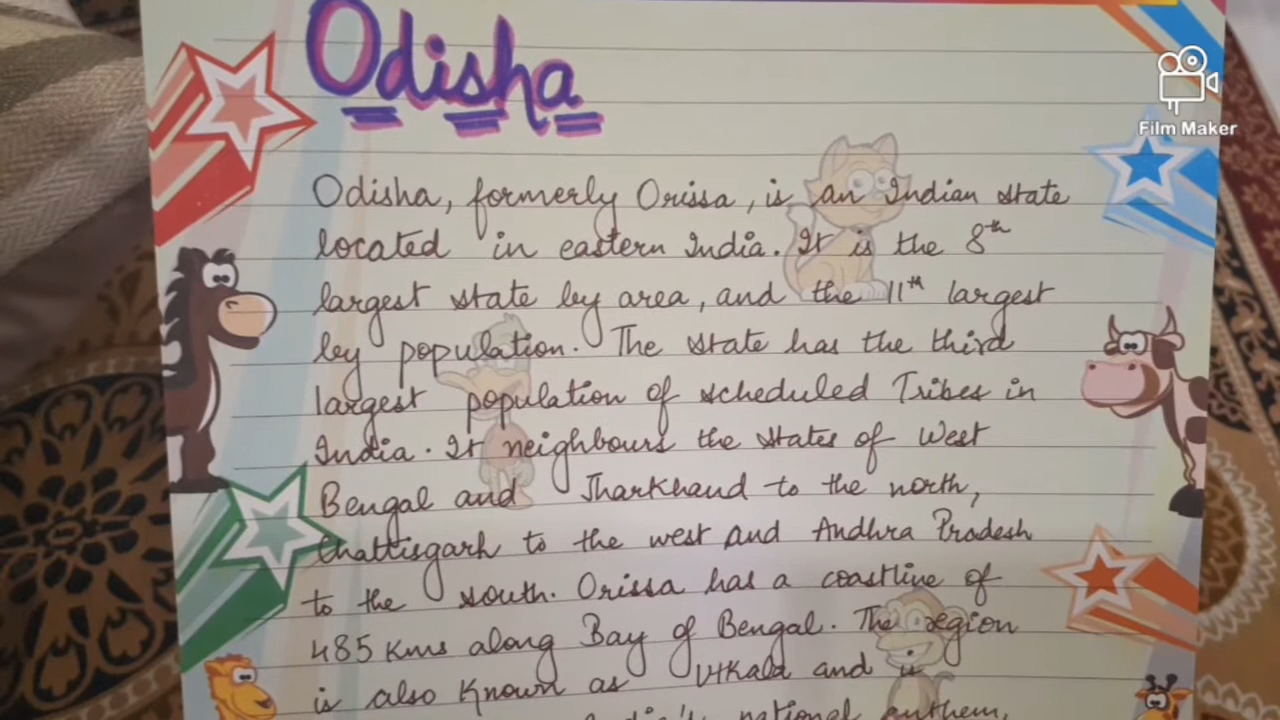 Odisha
Film Maker
Odisha, formerly Orissa, is an Indian state
located in eastern India. It is the 8th
largest state by area, and the 11th largest
by population. The state has the third
largest population of scheduled Tribes in
India. It neighbours the states of West
Bengal and Jharkhand to the north,
Chattisgarh to the west and Andhra Pradesh
to the south. Orissa has a coastline of
485 Kms along Bay of Bengal. The region
is also known as Utkala and is
national anthem,